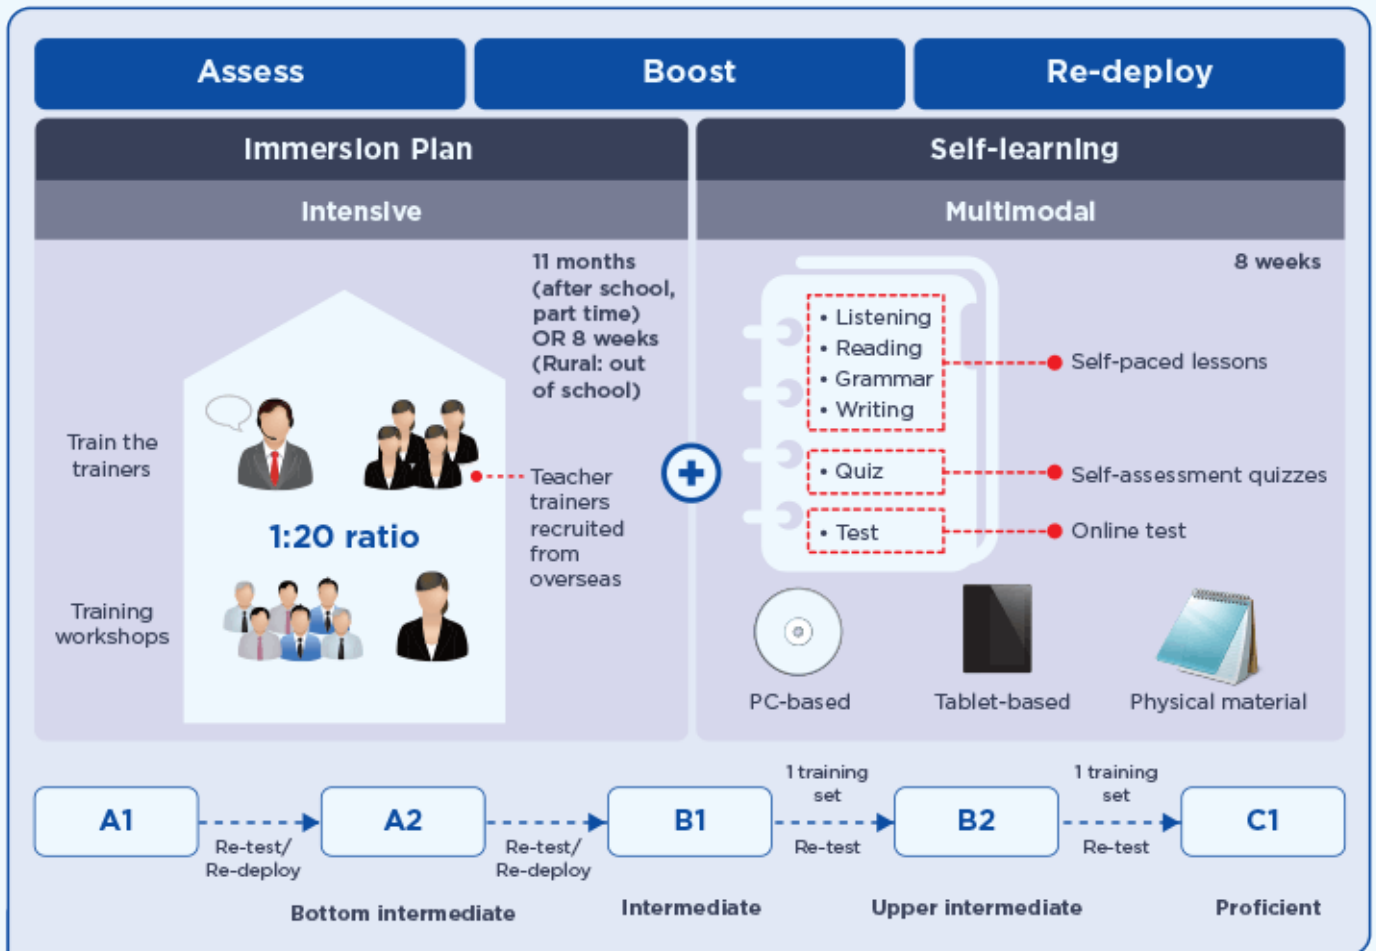 Assess
Boost
Re-deploy
Immersion Plan
Intensive
11 months
(after school,
part time)
OR 8 weeks
(Rural: out
of school)
Train the
trainers
Teacher
trainers
recruited
from
overseas
1:20 ratio
Training
workshops
Self-learning
Multimodal
8 weeks
• Listening
• Reading
• Grammar
• Writing
Self-paced lessons
• Quiz
Self-assessment quizzes
• Test
Online test
PC-based
Tablet-based
Physical material
A1
Re-test/
Re-deploy
A2
Bottom intermediate
Re-test/
Re-deploy
B1
Intermediate
1 training
set
Re-test
B2
Upper intermediate
1 training
set
Re-test
C1
Proficient